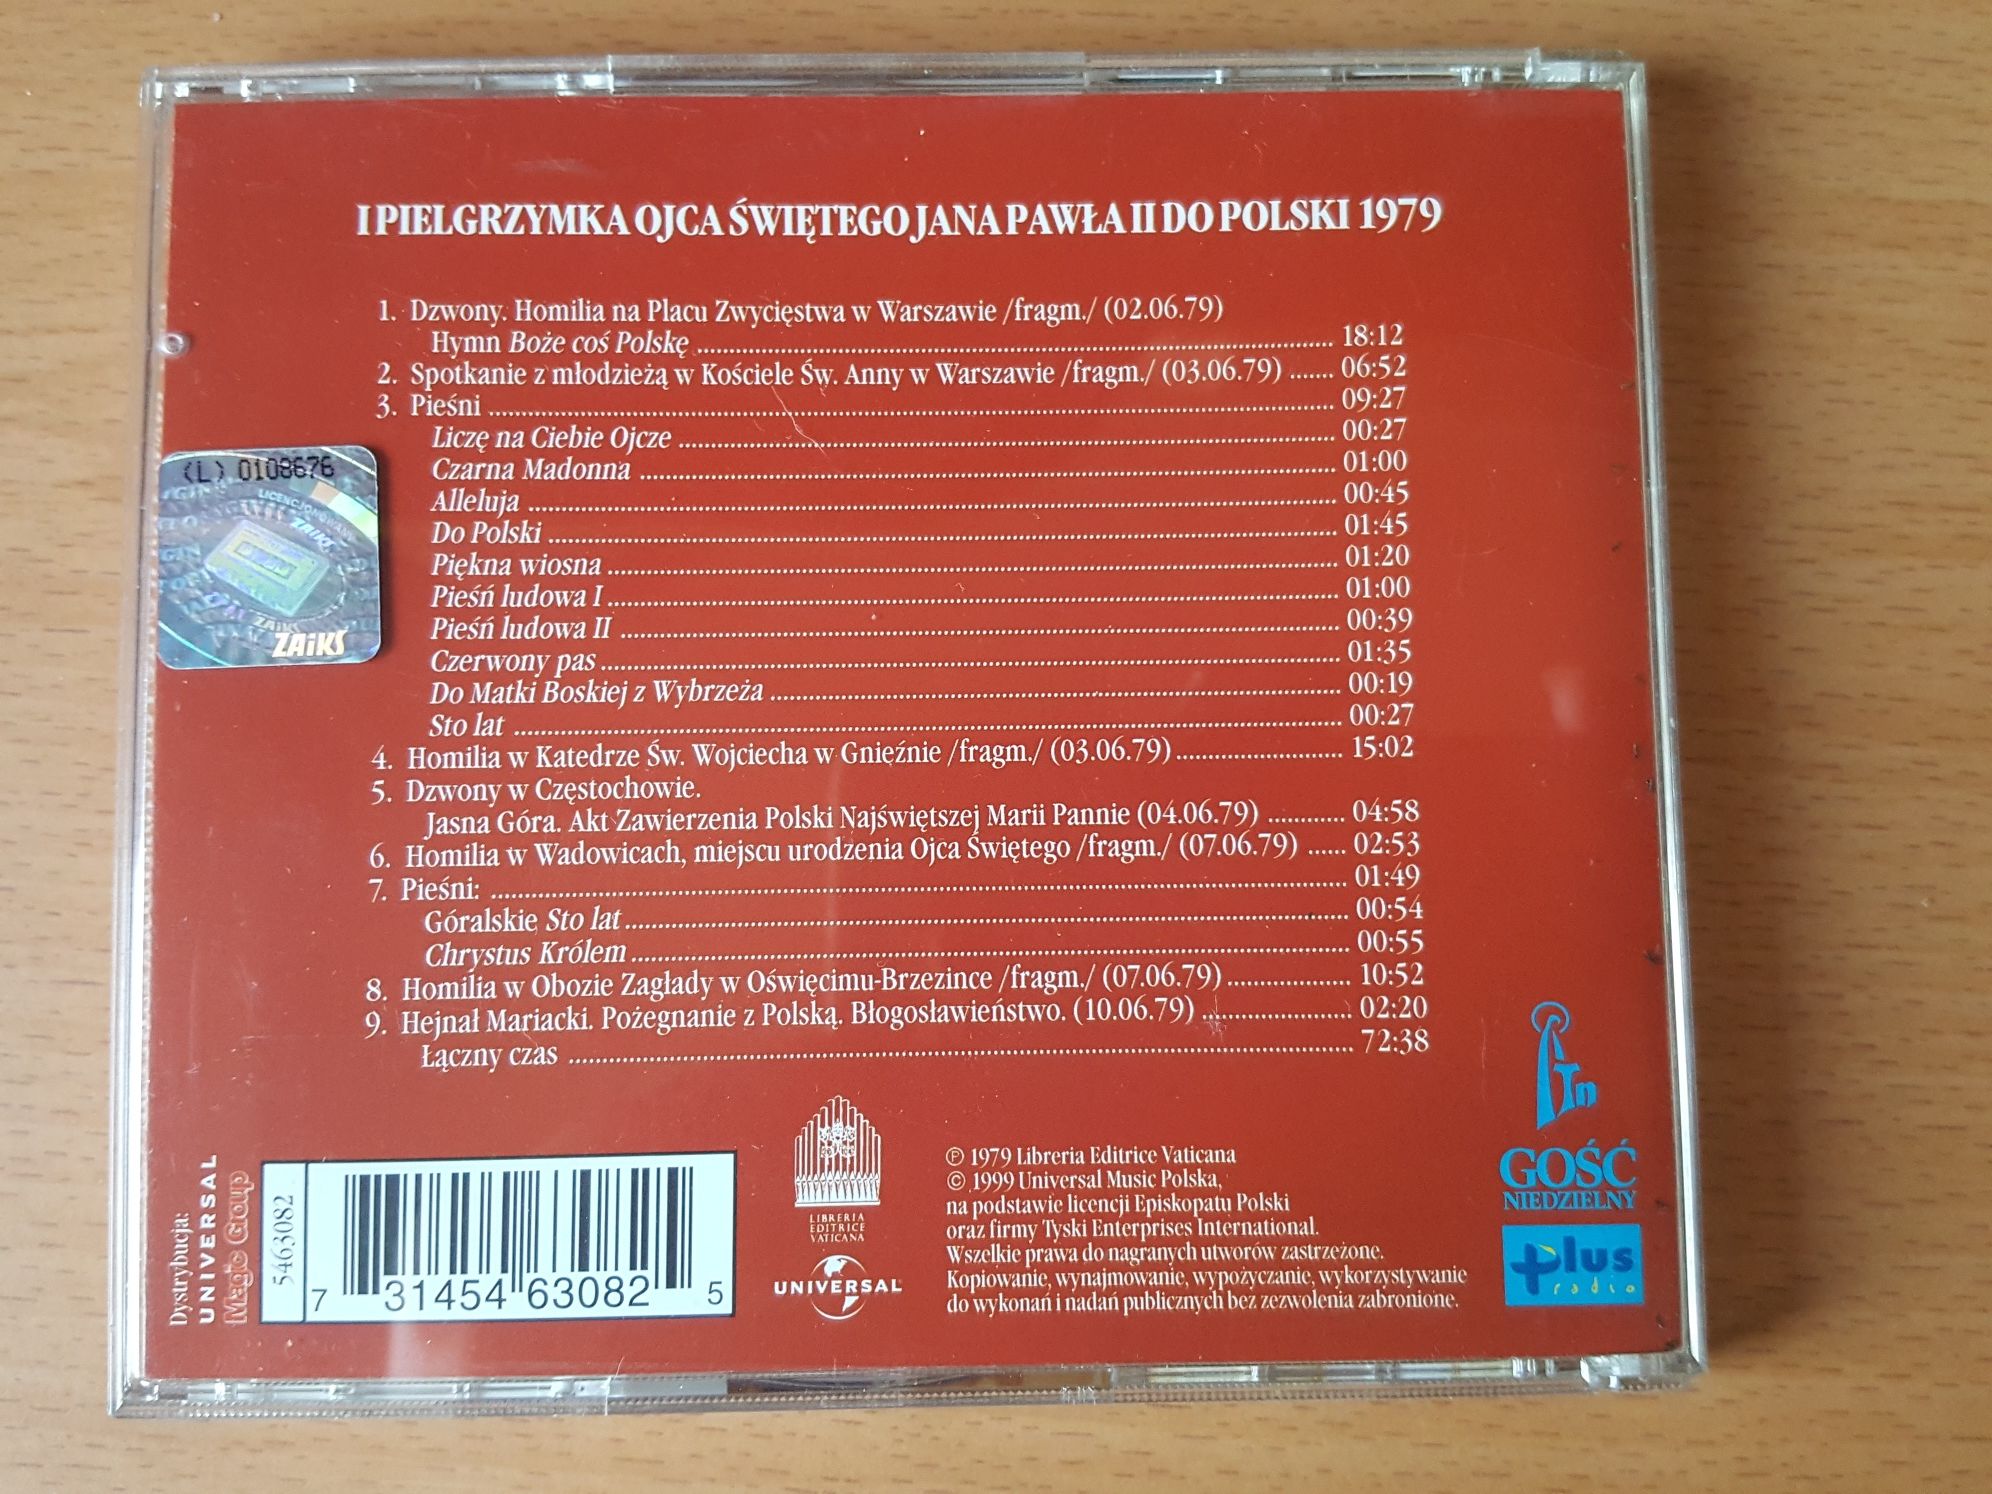 I PIELGRZYMKA OJCA ŚWIĘTEGO JANA PAWŁA II DO POLSKI 1979
1. Dzwony. Homilia na Placu Zwycięstwa w Warszawie /fragm./ (02.06.79)
Hymn Boże coś Polskę ........ 18:12
2. Spotkanie z młodzieżą w Kościele Św. Anny w Warszawie /fragm./ (03.06.79) ....... 06:52
3. Pieśni ........ 09:27
Liczę na Ciebie Ojcze ........ 00:27
Czarna Madonna ........ 01:00
Alleluja ........ 00:45
Do Polski ........ 01:45
Piękna wiosna ........ 01:20
Pieśń ludowa I ........ 01:00
Pieśń ludowa II ........ 00:39
Czerwony pas ........ 01:35
Do Matki Boskiej z Wybrzeża ........ 00:19
Sto lat ........ 00:27
4. Homilia w Katedrze Św. Wojciecha w Gnieźnie /fragm./ (03.06.79) ........ 15:02
5. Dzwony w Częstochowie.
Jasna Góra. Akt Zawierzenia Polski Najświętszej Marii Pannie (04.06.79) ........ 04:58
6. Homilia w Wadowicach, miejscu urodzenia Ojca Świętego /fragm./ (07.06.79) ...... 02:53
7. Pieśni: ........ 01:49
Góralskie Sto lat ........ 00:54
Chrystus Królem ........ 00:55
8. Homilia w Obozie Zagłady w Oświęcimu-Brzezince /fragm./ (07.06.79) ........ 10:52
9. Hejnał Mariacki. Pożegnanie z Polską. Błogosławieństwo. (10.06.79) ........ 02:20
Łączny czas ........ 72:38
(L) 0108676
LICENCJONOWANY
ZAIKS
ZAiKS
ZAiKS
Dystrybucja:
UNIVERSAL
Magic Group
5463082
7 31454 63082 5
LIBRERIA
EDITRICE
VATICANA
UNIVERSAL
℗ 1979 Libreria Editrice Vaticana
© 1999 Universal Music Polska,
na podstawie licencji Episkopatu Polski
oraz firmy Tyski Enterprises International.
Wszelkie prawa do nagranych utworów zastrzeżone.
Kopiowanie, wynajmowanie, wypożyczanie, wykorzystywanie
do wykonań i nadań publicznych bez zezwolenia zabronione.
GOŚĆ
NIEDZIELNY
plus
radio